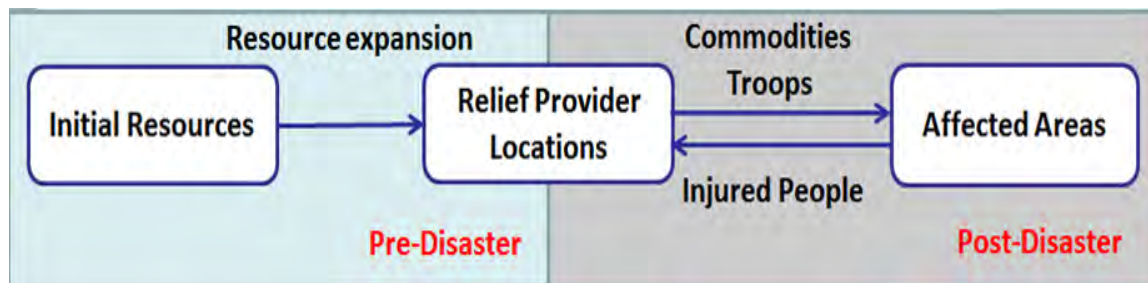 Resource expansion
Commodities
Troops
Initial Resources
Relief Provider
Locations
Affected Areas
Injured People
Pre-Disaster
Post-Disaster